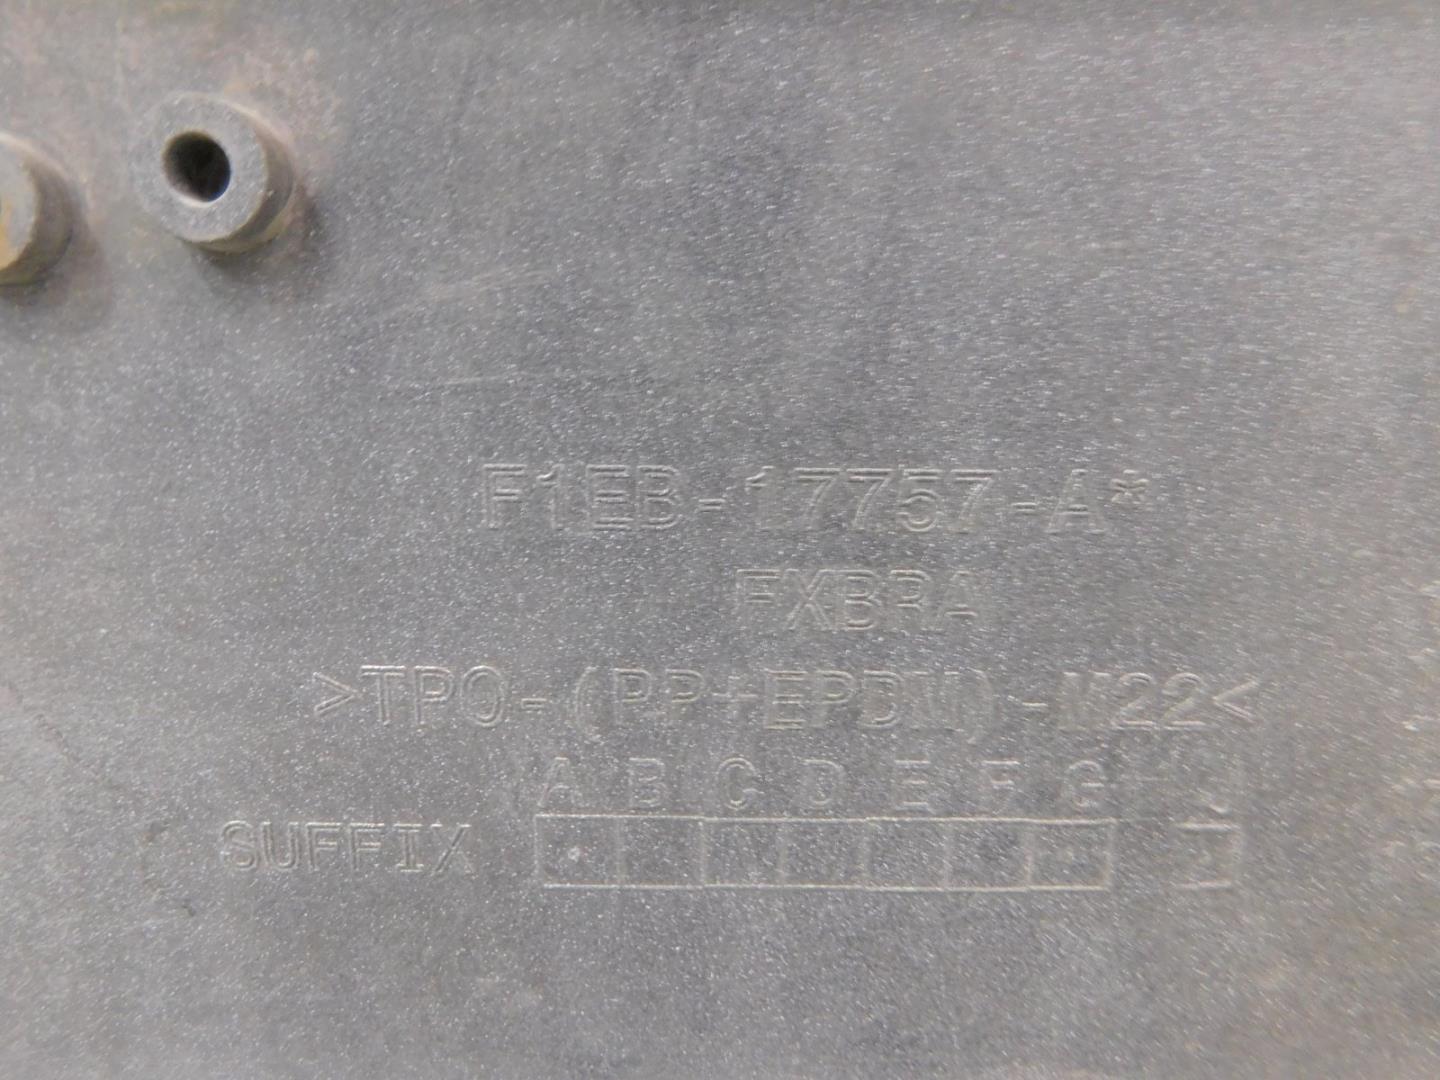 F1EB-17757-A*
FXBRA
>TPO-(PP+EPDM)-M22<
A B C D E F G J
SUFFIX